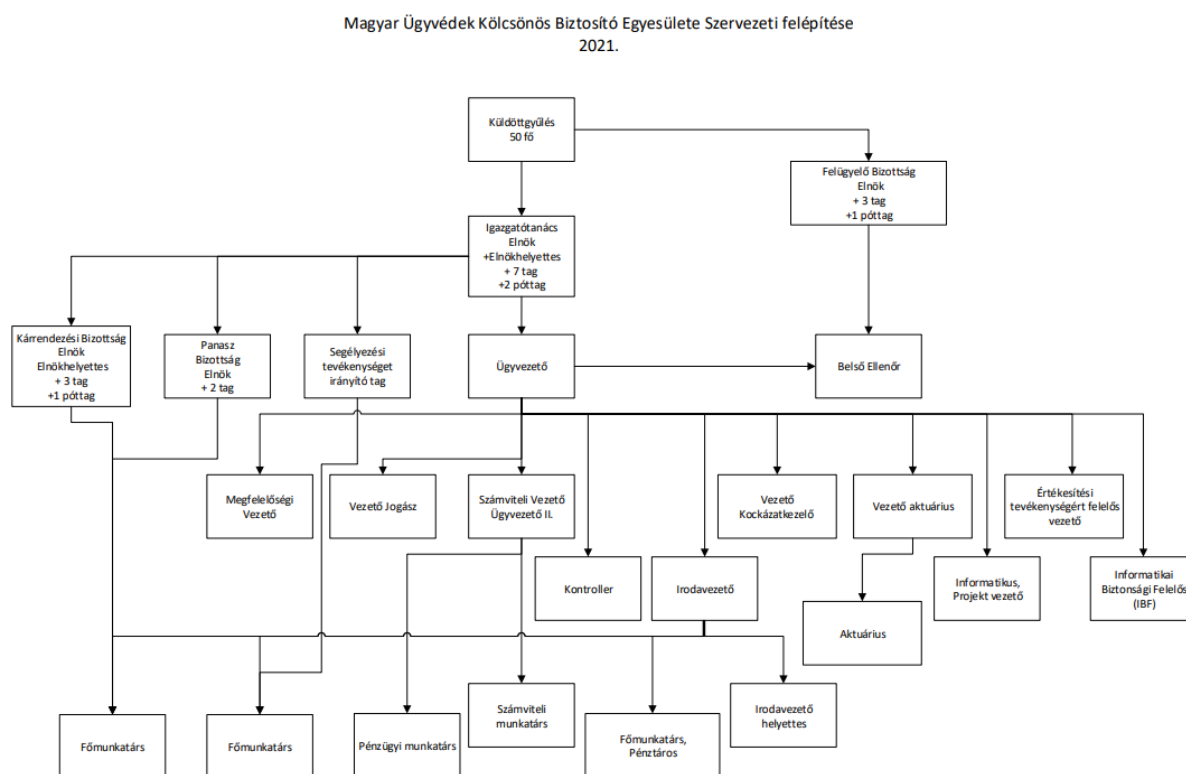 Magyar Ügyvédek Kölcsönös Biztosító Egyesülete Szervezeti felépítése
2021.
Küldöttgyűlés
50 fő
Felügyelő Bizottság
Elnök
+ 3 tag
+1 póttag
Igazgatótanács
Elnök
+Elnökhelyettes
+ 7 tag
+2 póttag
Kárrendezési Bizottság
Elnök
Elnökhelyettes
+ 3 tag
+1 póttag
Panasz
Bizottság
Elnök
+ 2 tag
Segélyezési
tevékenységet
irányító tag
Ügyvezető
Belső Ellenőr
Megfelelőségi
Vezető
Vezető Jogász
Számviteli Vezető
Ügyvezető II.
Vezető
Kockázatkezelő
Vezető aktuárius
Értékesítési
tevékenységért felelős
vezető
Kontroller
Irodavezető
Informatikus,
Projekt vezető
Informatikai
Biztonsági Felelős
(IBF)
Aktuárius
Főmunkatárs
Főmunkatárs
Pénzügyi munkatárs
Számviteli
munkatárs
Főmunkatárs,
Pénztáros
Irodavezető
helyettes